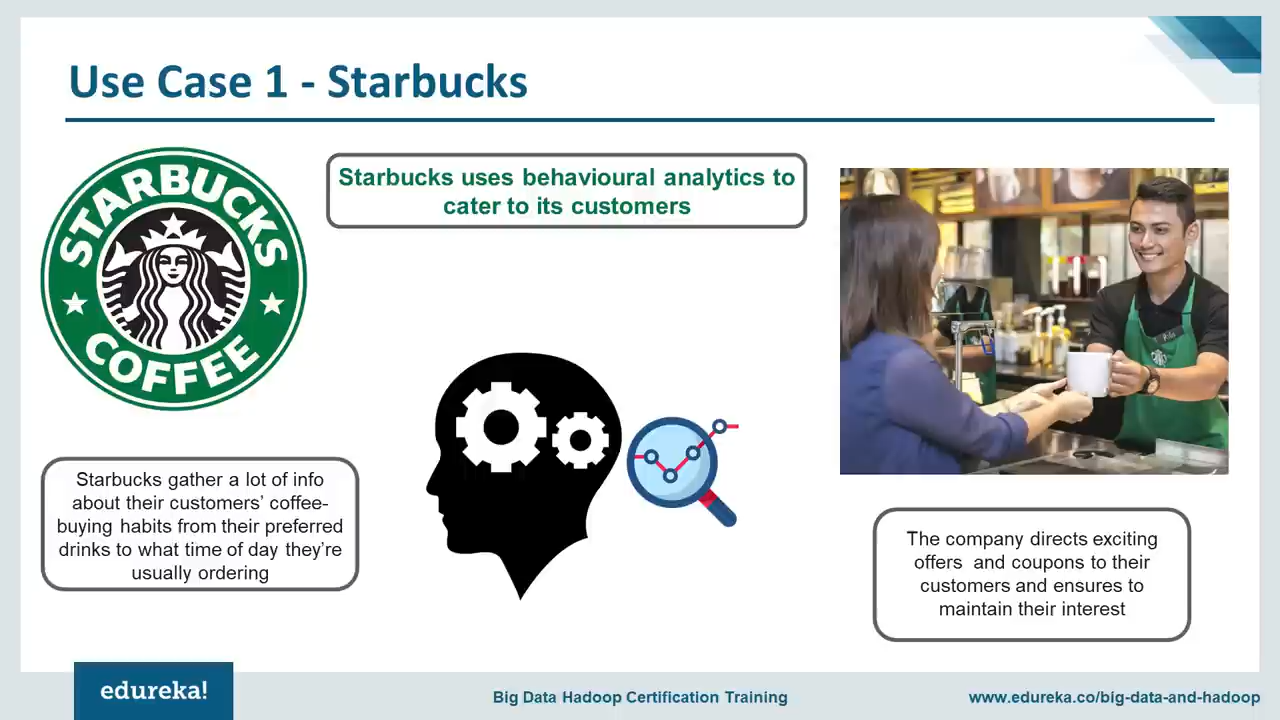 Use Case 1 - Starbucks
STARBUCKS
COFFEE
Starbucks uses behavioural analytics to
cater to its customers
Starbucks gather a lot of info
about their customers’ coffee-
buying habits from their preferred
drinks to what time of day they’re
usually ordering
The company directs exciting
offers  and coupons to their
customers and ensures to
maintain their interest
edureka!
Big Data Hadoop Certification Training
www.edureka.co/big-data-and-hadoop